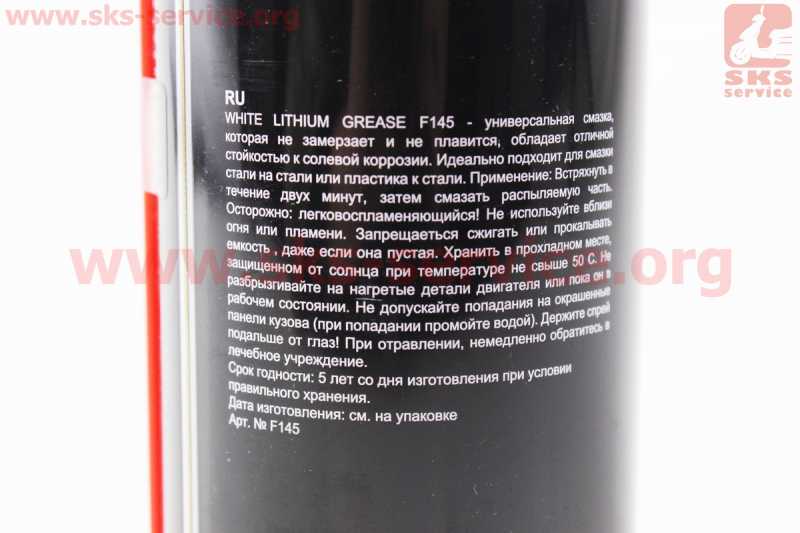 www.sks-service.org
SKS
service
RU
WHITE LITHIUM GREASE F145 - универсальная смазка,
которая не замерзает и не плавится, обладает отличной
стойкостью к солевой коррозии. Идеально подходит для смазки
стали на стали или пластика к стали. Применение: Встряхнуть в
течение двух минут, затем смазать распыляемую часть.
Осторожно: легковоспламеняющийся! Не используйте вблизи
огня или пламени. Запрещаеться сжигать или прокалывать
емкость , даже если она пустая. Хранить в прохладном месте,
защищенном от солнца при температуре не свыше 50 С. Не
разбрызгивайте на нагретые детали двигателя или пока он в
рабочем состоянии. Не допускайте попадания на окрашенные
панели кузова (при попадании промойте водой). Держите спрей
подальше от глаз! При отравлении, немедленно обратитесь в
лечебное учреждение.
Срок годности: 5 лет со дня изготовления при условии
правильного хранения.
Дата изготовления: см. на упаковке
Арт. № F145
www.sks-service.org